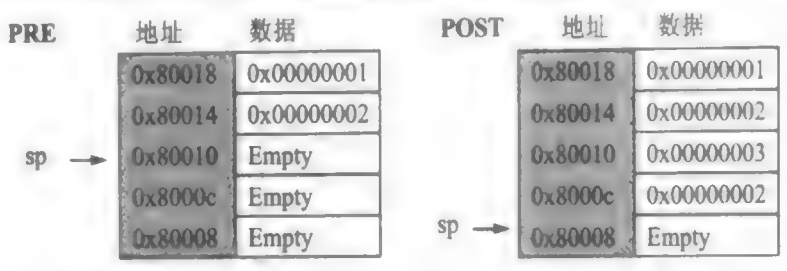 PRE 地址 数据 POST 地址 数据
0x80018 0x00000001 0x80018 0x00000001
0x80014 0x00000002 0x80014 0x00000002
sp 0x80010 Empty 0x80010 0x00000003
0x8000c Empty 0x8000c 0x00000002
0x80008 Empty sp 0x80008 Empty